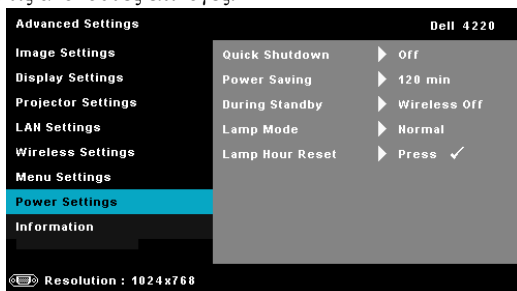 Advanced Settings Dell 4220
Image Settings Quick Shutdown Off
Display Settings Power Saving 120 min
Projector Settings During Standby Wireless Off
LAN Settings Lamp Mode Normal
Wireless Settings Lamp Hour Reset Press ✓
Menu Settings
Power Settings
Information
Resolution : 1024x768